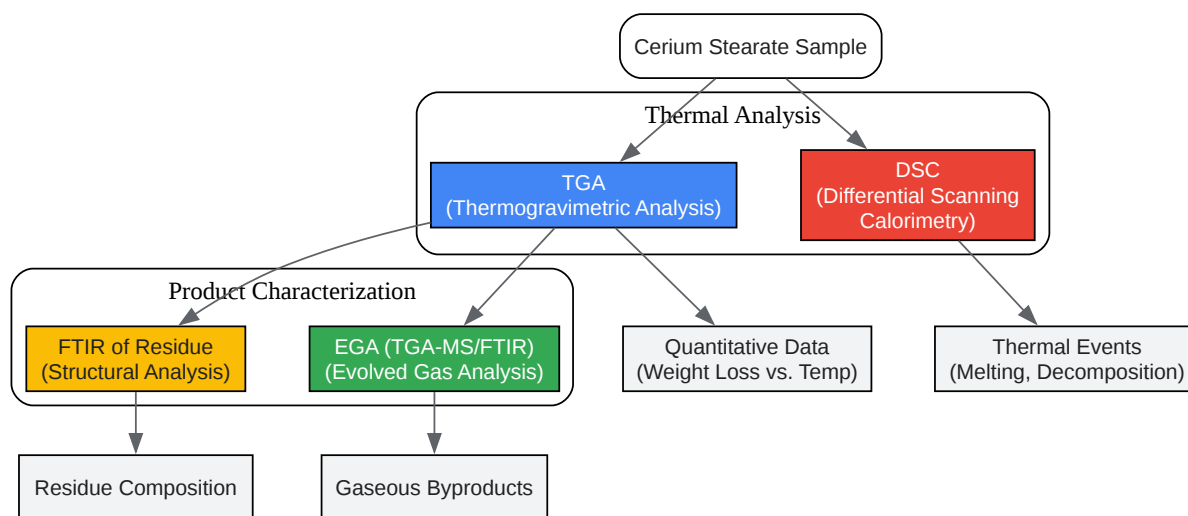 Cerium Stearate Sample
Thermal Analysis
TGA
(Thermogravimetric Analysis)
DSC
(Differential Scanning
Calorimetry)
Product Characterization
FTIR of Residue
(Structural Analysis)
EGA (TGA-MS/FTIR)
(Evolved Gas Analysis)
Quantitative Data
(Weight Loss vs. Temp)
Thermal Events
(Melting, Decomposition)
Residue Composition
Gaseous Byproducts